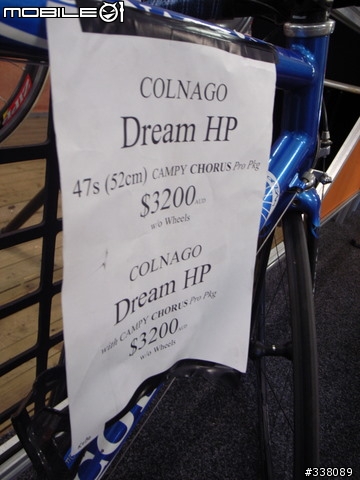 MOBILE01
COLNAGO
Dream HP
47s (52cm) CAMPY CHORUS Pro Pkg
$3200 AUD
w/o Wheels
COLNAGO
Dream HP
with CAMPY CHORUS Pro Pkg
$3200
w/o Wheels
#338089